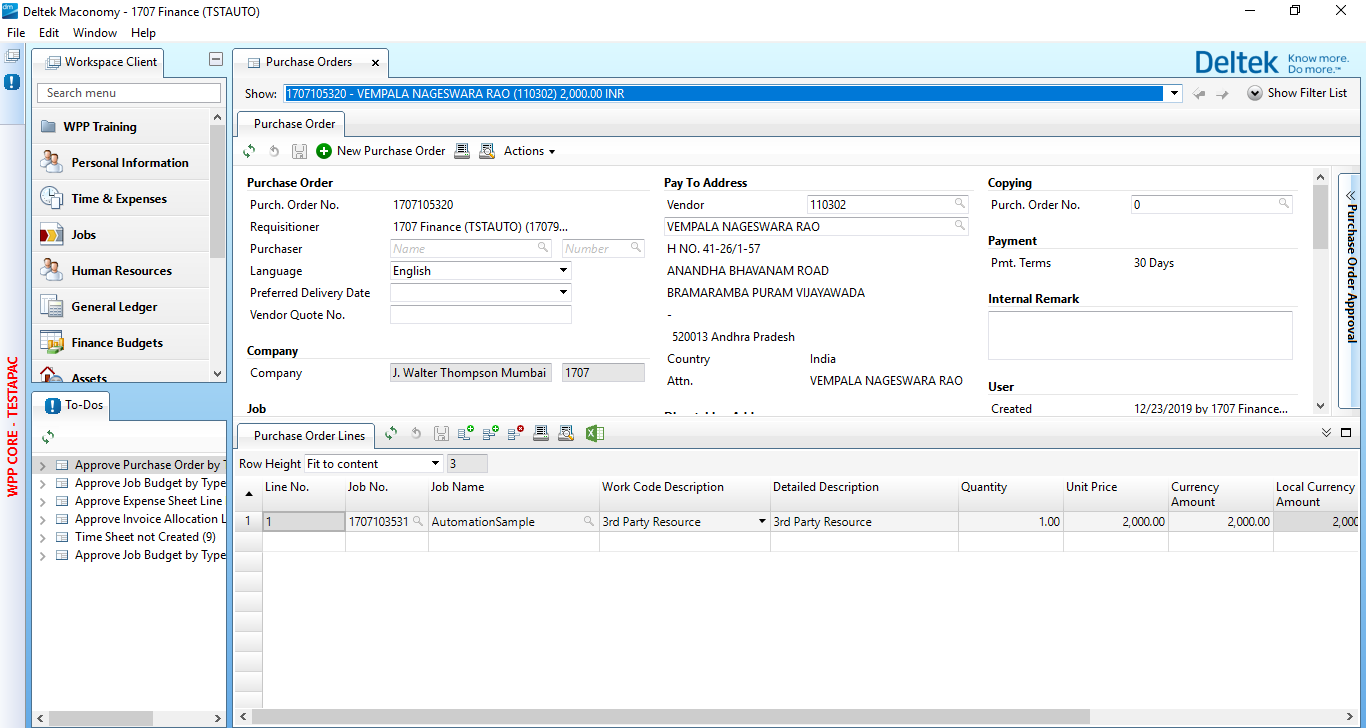 Deltek Maconomy - 1707 Finance (TSTAUTO)
File Edit Window Help
Workspace Client
Search menu
WPP Training
Personal Information
Time & Expenses
Jobs
Human Resources
General Ledger
Finance Budgets
Assets
WPP CORE - TESTAPAC
To-Dos
Approve Purchase Order by
Approve Job Budget by Type
Approve Expense Sheet Line
Approve Invoice Allocation L
Time Sheet not Created (9)
Approve Job Budget by Type
Purchase Orders
Deltek Know more. Do more.™
Show: 1707105320 - VEMPALA NAGESWARA RAO (110302) 2,000.00 INR
Show Filter List
Purchase Order
New Purchase Order Actions
Purchase Order
Purch. Order No. 1707105320
Requisitioner 1707 Finance (TSTAUTO) (17079...
Purchaser Name Number
Language English
Preferred Delivery Date
Vendor Quote No.
Company
Company J. Walter Thompson Mumbai 1707
Job
Pay To Address
Vendor 110302
VEMPALA NAGESWARA RAO
H NO. 41-26/1-57
ANANDHA BHAVANAM ROAD
BRAMARAMBA PURAM VIJAYAWADA
-
520013 Andhra Pradesh
Country India
Attn. VEMPALA NAGESWARA RAO
Copying
Purch. Order No. 0
Payment
Pmt. Terms 30 Days
Internal Remark
User
Created 12/23/2019 by 1707 Finance...
Purchase Order Approval
Purchase Order Lines
Row Height Fit to content 3
Line No. Job No. Job Name Work Code Description Detailed Description Quantity Unit Price Currency Amount Local Currency Amount
1 1 1707103531 AutomationSample 3rd Party Resource 3rd Party Resource 1.00 2,000.00 2,000.00 2,000